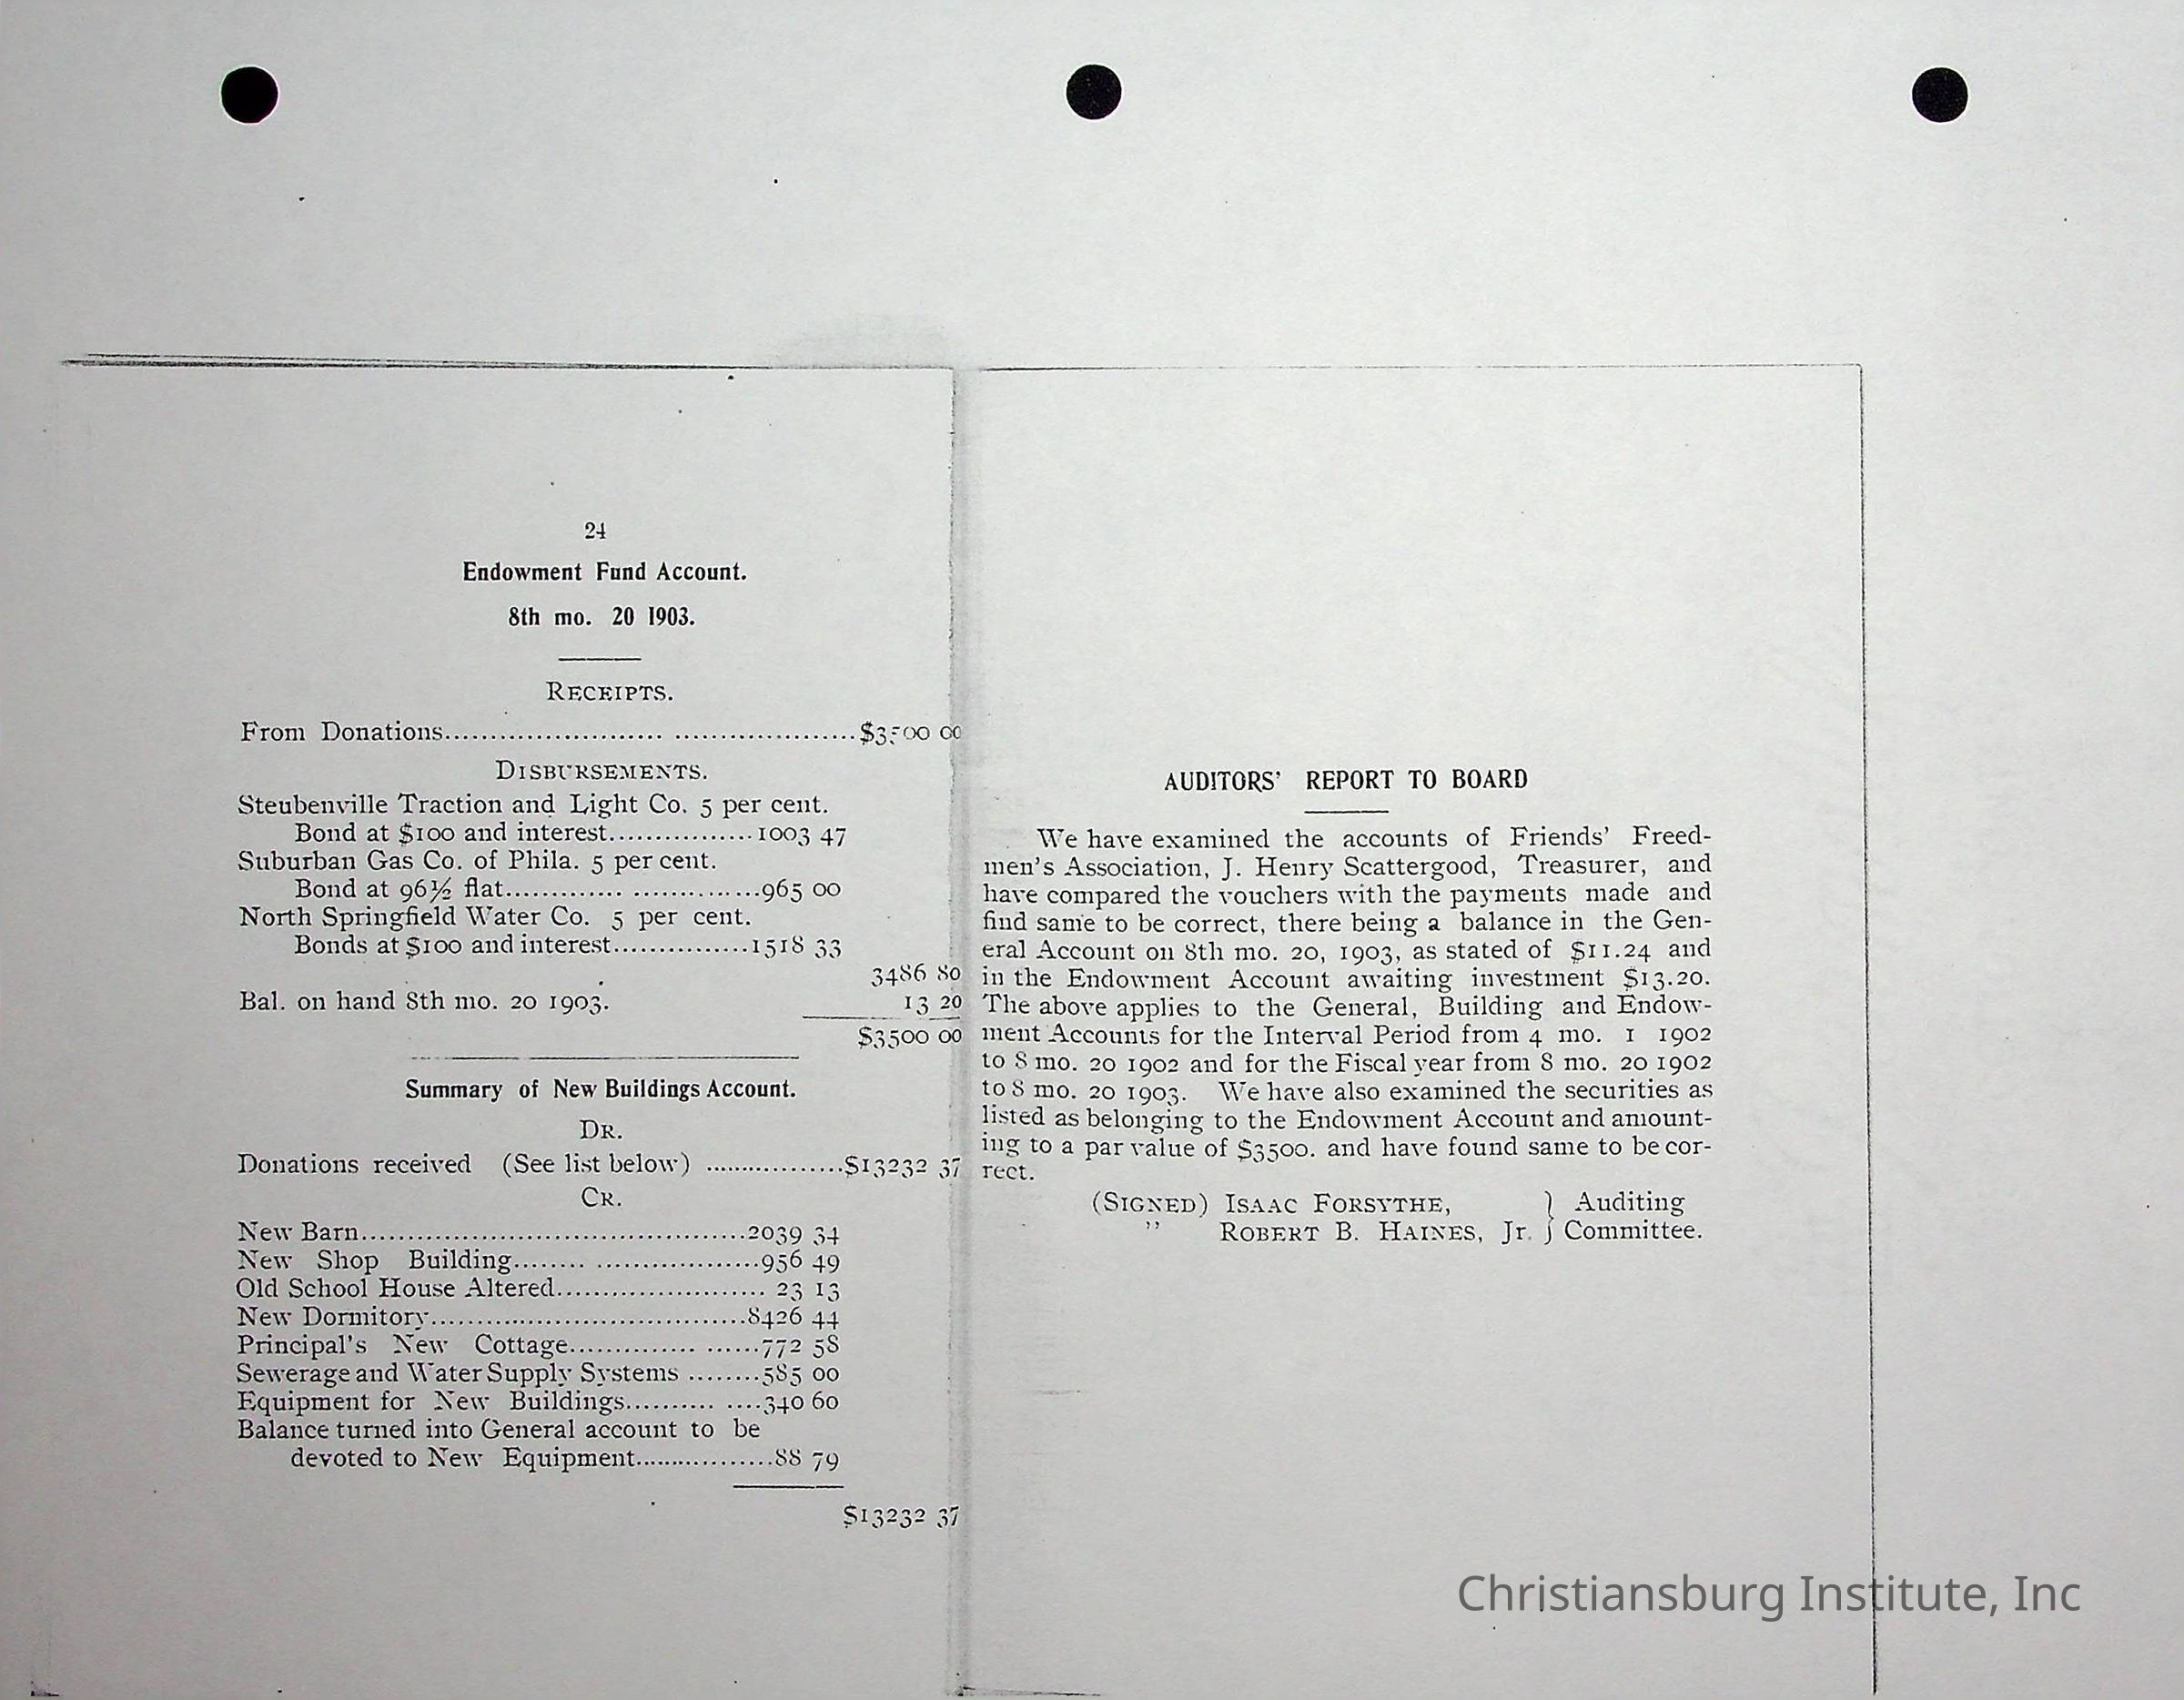 24
Endowment Fund Account.
8th mo. 20 1903.
RECEIPTS.
From Donations.......................... ......................$3500 00
DISBURSEMENTS.
Steubenville Traction and Light Co. 5 per cent.
Bond at $100 and interest.................1003 47
Suburban Gas Co. of Phila. 5 per cent.
Bond at 96½ flat............. ..............965 00
North Springfield Water Co. 5 per cent.
Bonds at $100 and interest................1518 33
3486 80
Bal. on hand 8th mo. 20 1903.
13 20
$3500 00
Summary of New Buildings Account.
DR.
Donations received (See list below) ..................$13232 37
CR.
New Barn..........................................2039 34
New Shop Building........ ...................956 49
Old School House Altered....................... 23 13
New Dormitory...................................8426 44
Principal's New Cottage.............. ......772 58
Sewerage and Water Supply Systems ........585 00
Equipment for New Buildings.......... ....340 60
Balance turned into General account to be
devoted to New Equipment..................88 79
$13232 37
AUDITORS' REPORT TO BOARD
We have examined the accounts of Friends' Freed-
men's Association, J. Henry Scattergood, Treasurer, and
have compared the vouchers with the payments made and
find same to be correct, there being a balance in the Gen-
eral Account on 8th mo. 20, 1903, as stated of $11.24 and
in the Endowment Account awaiting investment $13.20.
The above applies to the General, Building and Endow-
ment Accounts for the Interval Period from 4 mo. 1 1902
to 8 mo. 20 1902 and for the Fiscal year from 8 mo. 20 1902
to 8 mo. 20 1903. We have also examined the securities as
listed as belonging to the Endowment Account and amount-
ing to a par value of $3500. and have found same to be cor-
rect.
(SIGNED) ISAAC FORSYTHE, } Auditing
" ROBERT B. HAINES, Jr. } Committee.
Christiansburg Institute, Inc